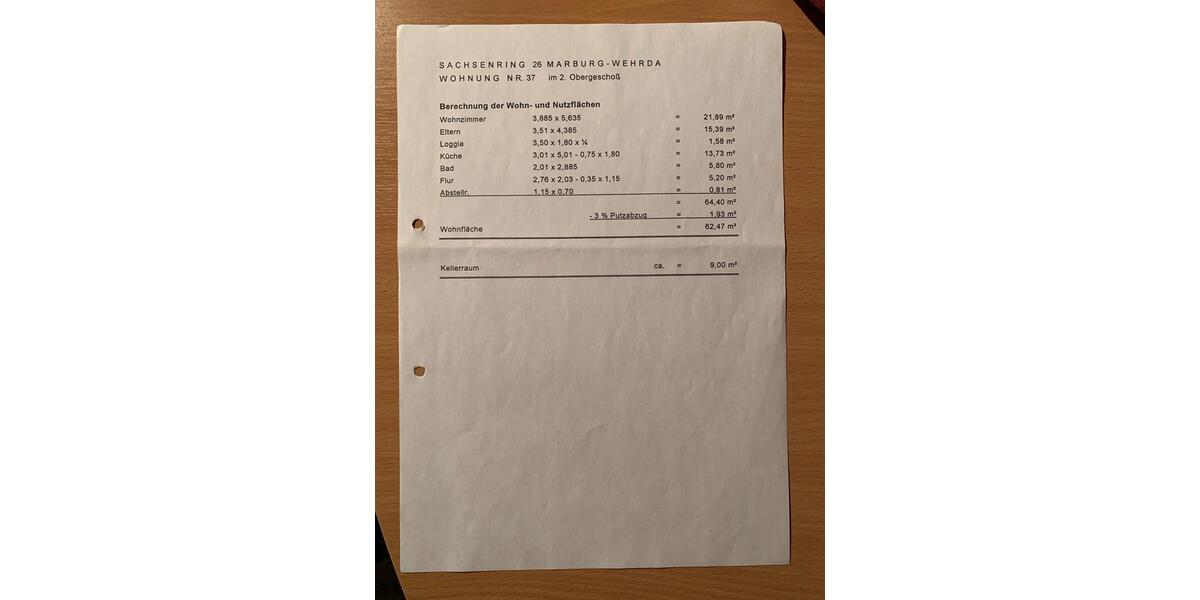 SACHSENRING 26 MARBURG-WEHRDA
WOHNUNG NR. 37 im 2. Obergeschoß
Berechnung der Wohn- und Nutzflächen
Wohnzimmer 3,885 x 5,635 = 21,89 m²
Eltern 3,51 x 4,385 = 15,39 m²
Loggia 3,50 x 1,80 x ¼ = 1,58 m²
Küche 3,01 x 5,01 - 0,75 x 1,80 = 13,73 m²
Bad 2,01 x 2,885 = 5,80 m²
Flur 2,76 x 2,03 - 0,35 x 1,15 = 5,20 m²
Abstellr. 1,15 x 0,70 = 0,81 m²
= 64,40 m²
- 3 % Putzabzug = 1,93 m²
Wohnfläche = 62,47 m²
Kellerraum ca. = 9,00 m²